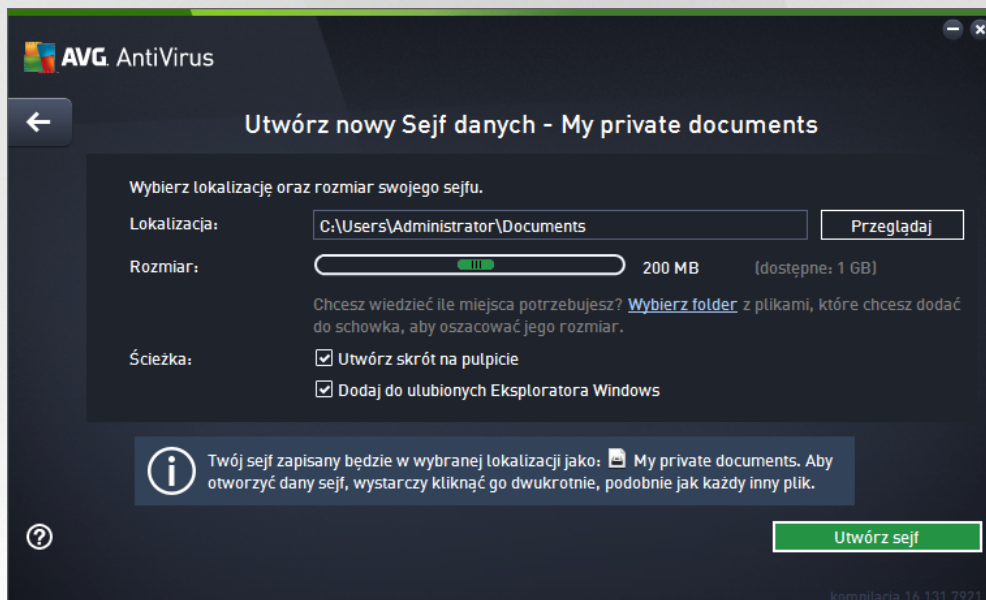 AVG. AntiVirus
Utwórz nowy Sejf danych - My private documents
Wybierz lokalizację oraz rozmiar swojego sejfu.
Lokalizacja: C:\Users\Administrator\Documents Przeglądaj
Rozmiar: 200 MB (dostępne: 1 GB)
Chcesz wiedzieć ile miejsca potrzebujesz? Wybierz folder z plikami, które chcesz dodać
do schowka, aby oszacować jego rozmiar.
Ścieżka: Utwórz skrót na pulpicie
Dodaj do ulubionych Eksploratora Windows
Twój sejf zapisany będzie w wybranej lokalizacji jako: My private documents. Aby
otworzyć dany sejf, wystarczy kliknąć go dwukrotnie, podobnie jak każdy inny plik.
Utwórz sejf
kompilacja 16.131.7921